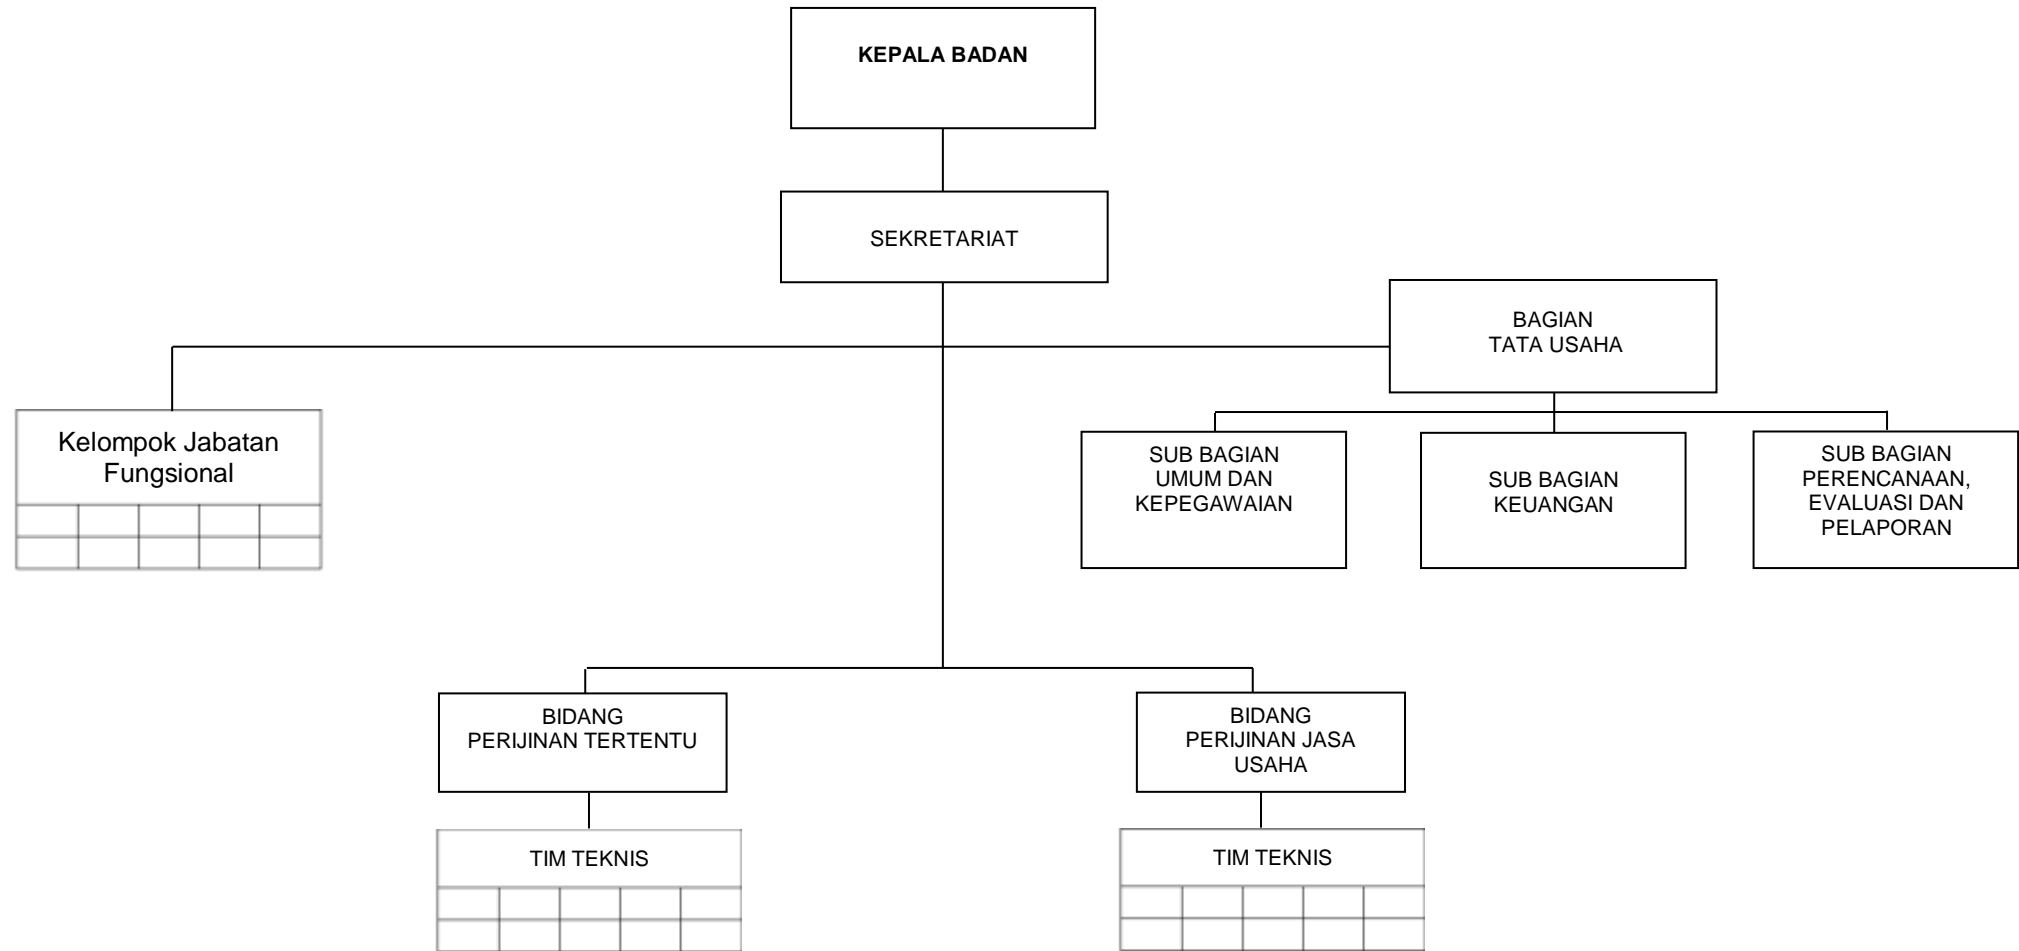 KEPALA BADAN
SEKRETARIAT
BAGIAN
TATA USAHA
Kelompok Jabatan
Fungsional
SUB BAGIAN
UMUM DAN
KEPEGAWAIAN
SUB BAGIAN
KEUANGAN
SUB BAGIAN
PERENCANAAN,
EVALUASI DAN
PELAPORAN
BIDANG
PERIJINAN TERTENTU
BIDANG
PERIJINAN JASA
USAHA
TIM TEKNIS
TIM TEKNIS